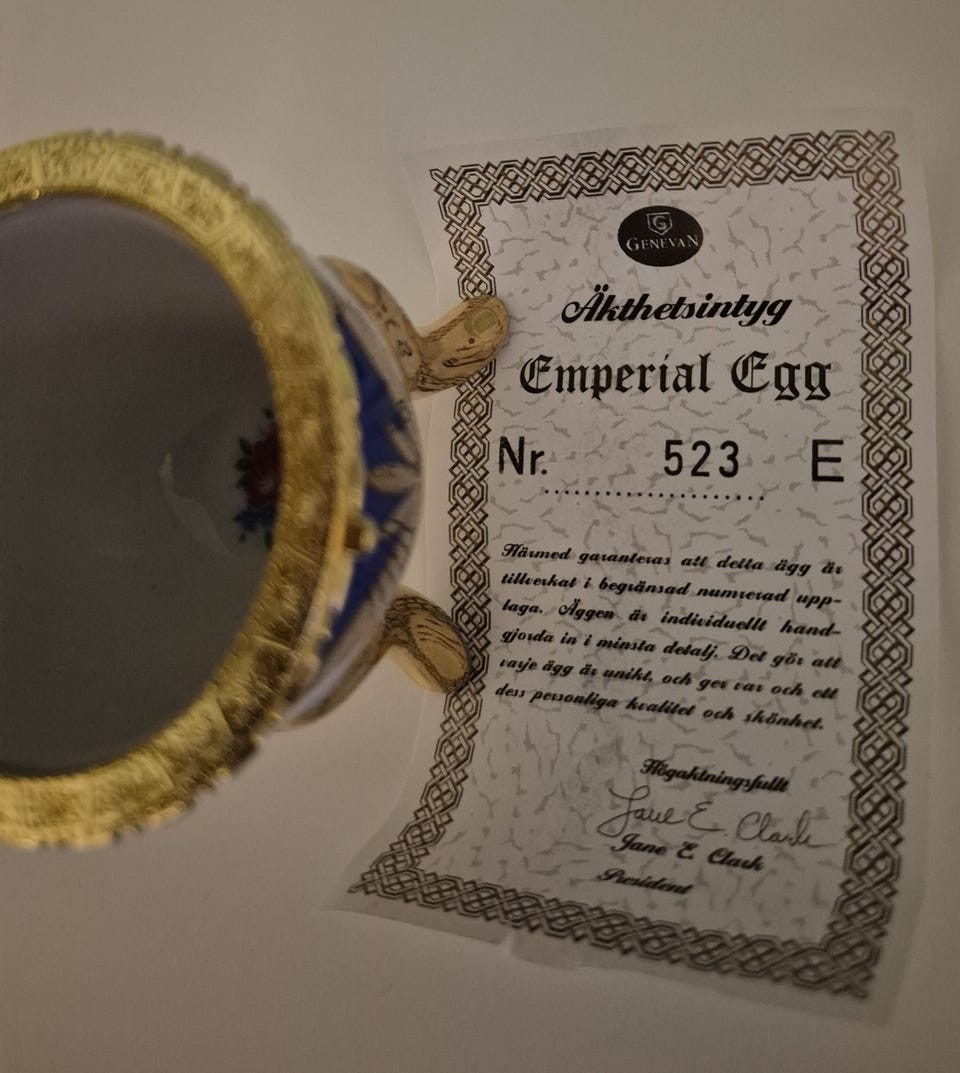 G
GENEVAN
Äkthetsintyg
Emperial Egg
Nr. 523 E
Härmed garanteras att detta ägg är
tillverkat i begränsad numrerad upp-
laga. Äggen är individuellt hand-
gjorda in i minsta detalj. Det gör att
varje ägg är unikt, och ger var och ett
dess personliga kvalitet och skönhet.
Högaktningsfullt
Jane E. Clark
Jane E. Clark
President